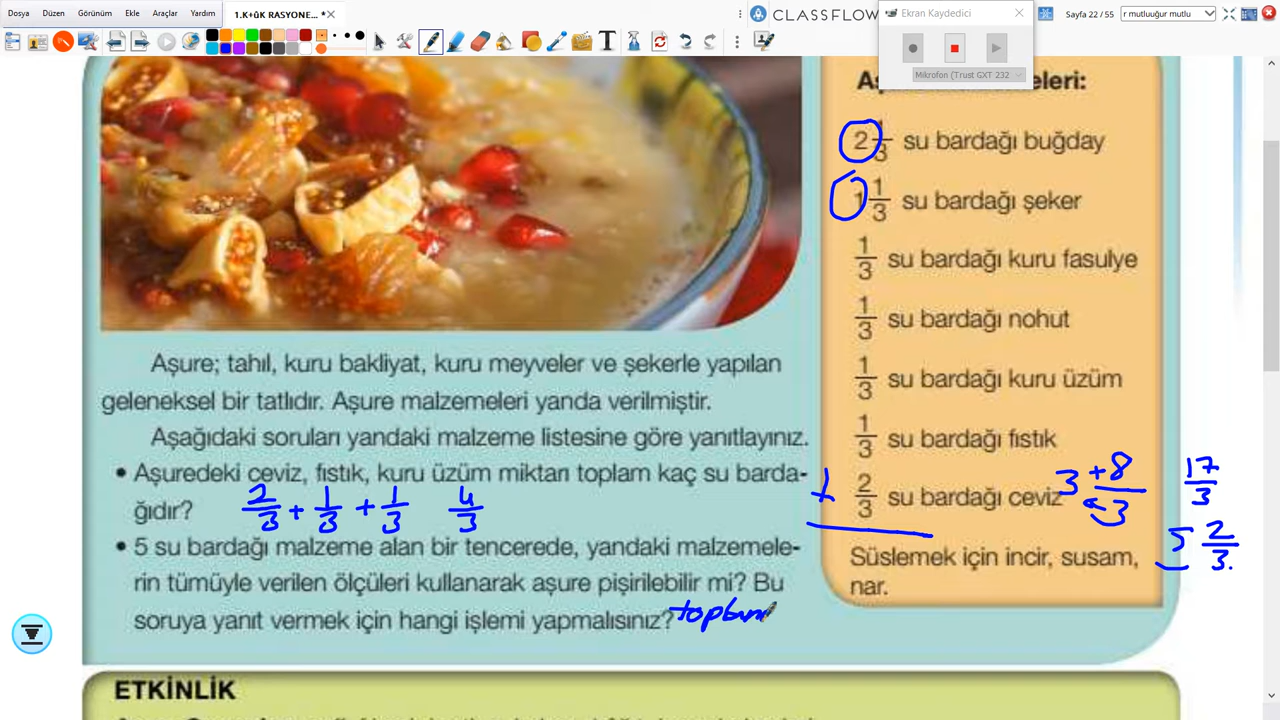 Dosya Düzen Görünüm Ekle Araçlar Yardım
1.K+ûK RASYONE... *
CLASSFLOW
Ekran Kaydedici
Sayfa 22 / 55
r mutluuğur mutlu
Mikrofon (Trust GXT 232
2 1/3 su bardağı buğday
1 1/3 su bardağı şeker
1/3 su bardağı kuru fasulye
1/3 su bardağı nohut
1/3 su bardağı kuru üzüm
1/3 su bardağı fıstık
2/3 su bardağı ceviz
Süslemek için incir, susam,
nar.
3 +8/3
17/3
5 2/3
Aşure; tahıl, kuru bakliyat, kuru meyveler ve şekerle yapılan
geleneksel bir tatlıdır. Aşure malzemeleri yanda verilmiştir.
Aşağıdaki soruları yandaki malzeme listesine göre yanıtlayınız.
• Aşuredeki ceviz, fıstık, kuru üzüm miktarı toplam kaç su barda-
ğıdır? 2/3 + 1/3 + 1/3 4/3
• 5 su bardağı malzeme alan bir tencerede, yandaki malzemele-
rin tümüyle verilen ölçüleri kullanarak aşure pişirilebilir mi? Bu
soruya yanıt vermek için hangi işlemi yapmalısınız?
ETKİNLİK